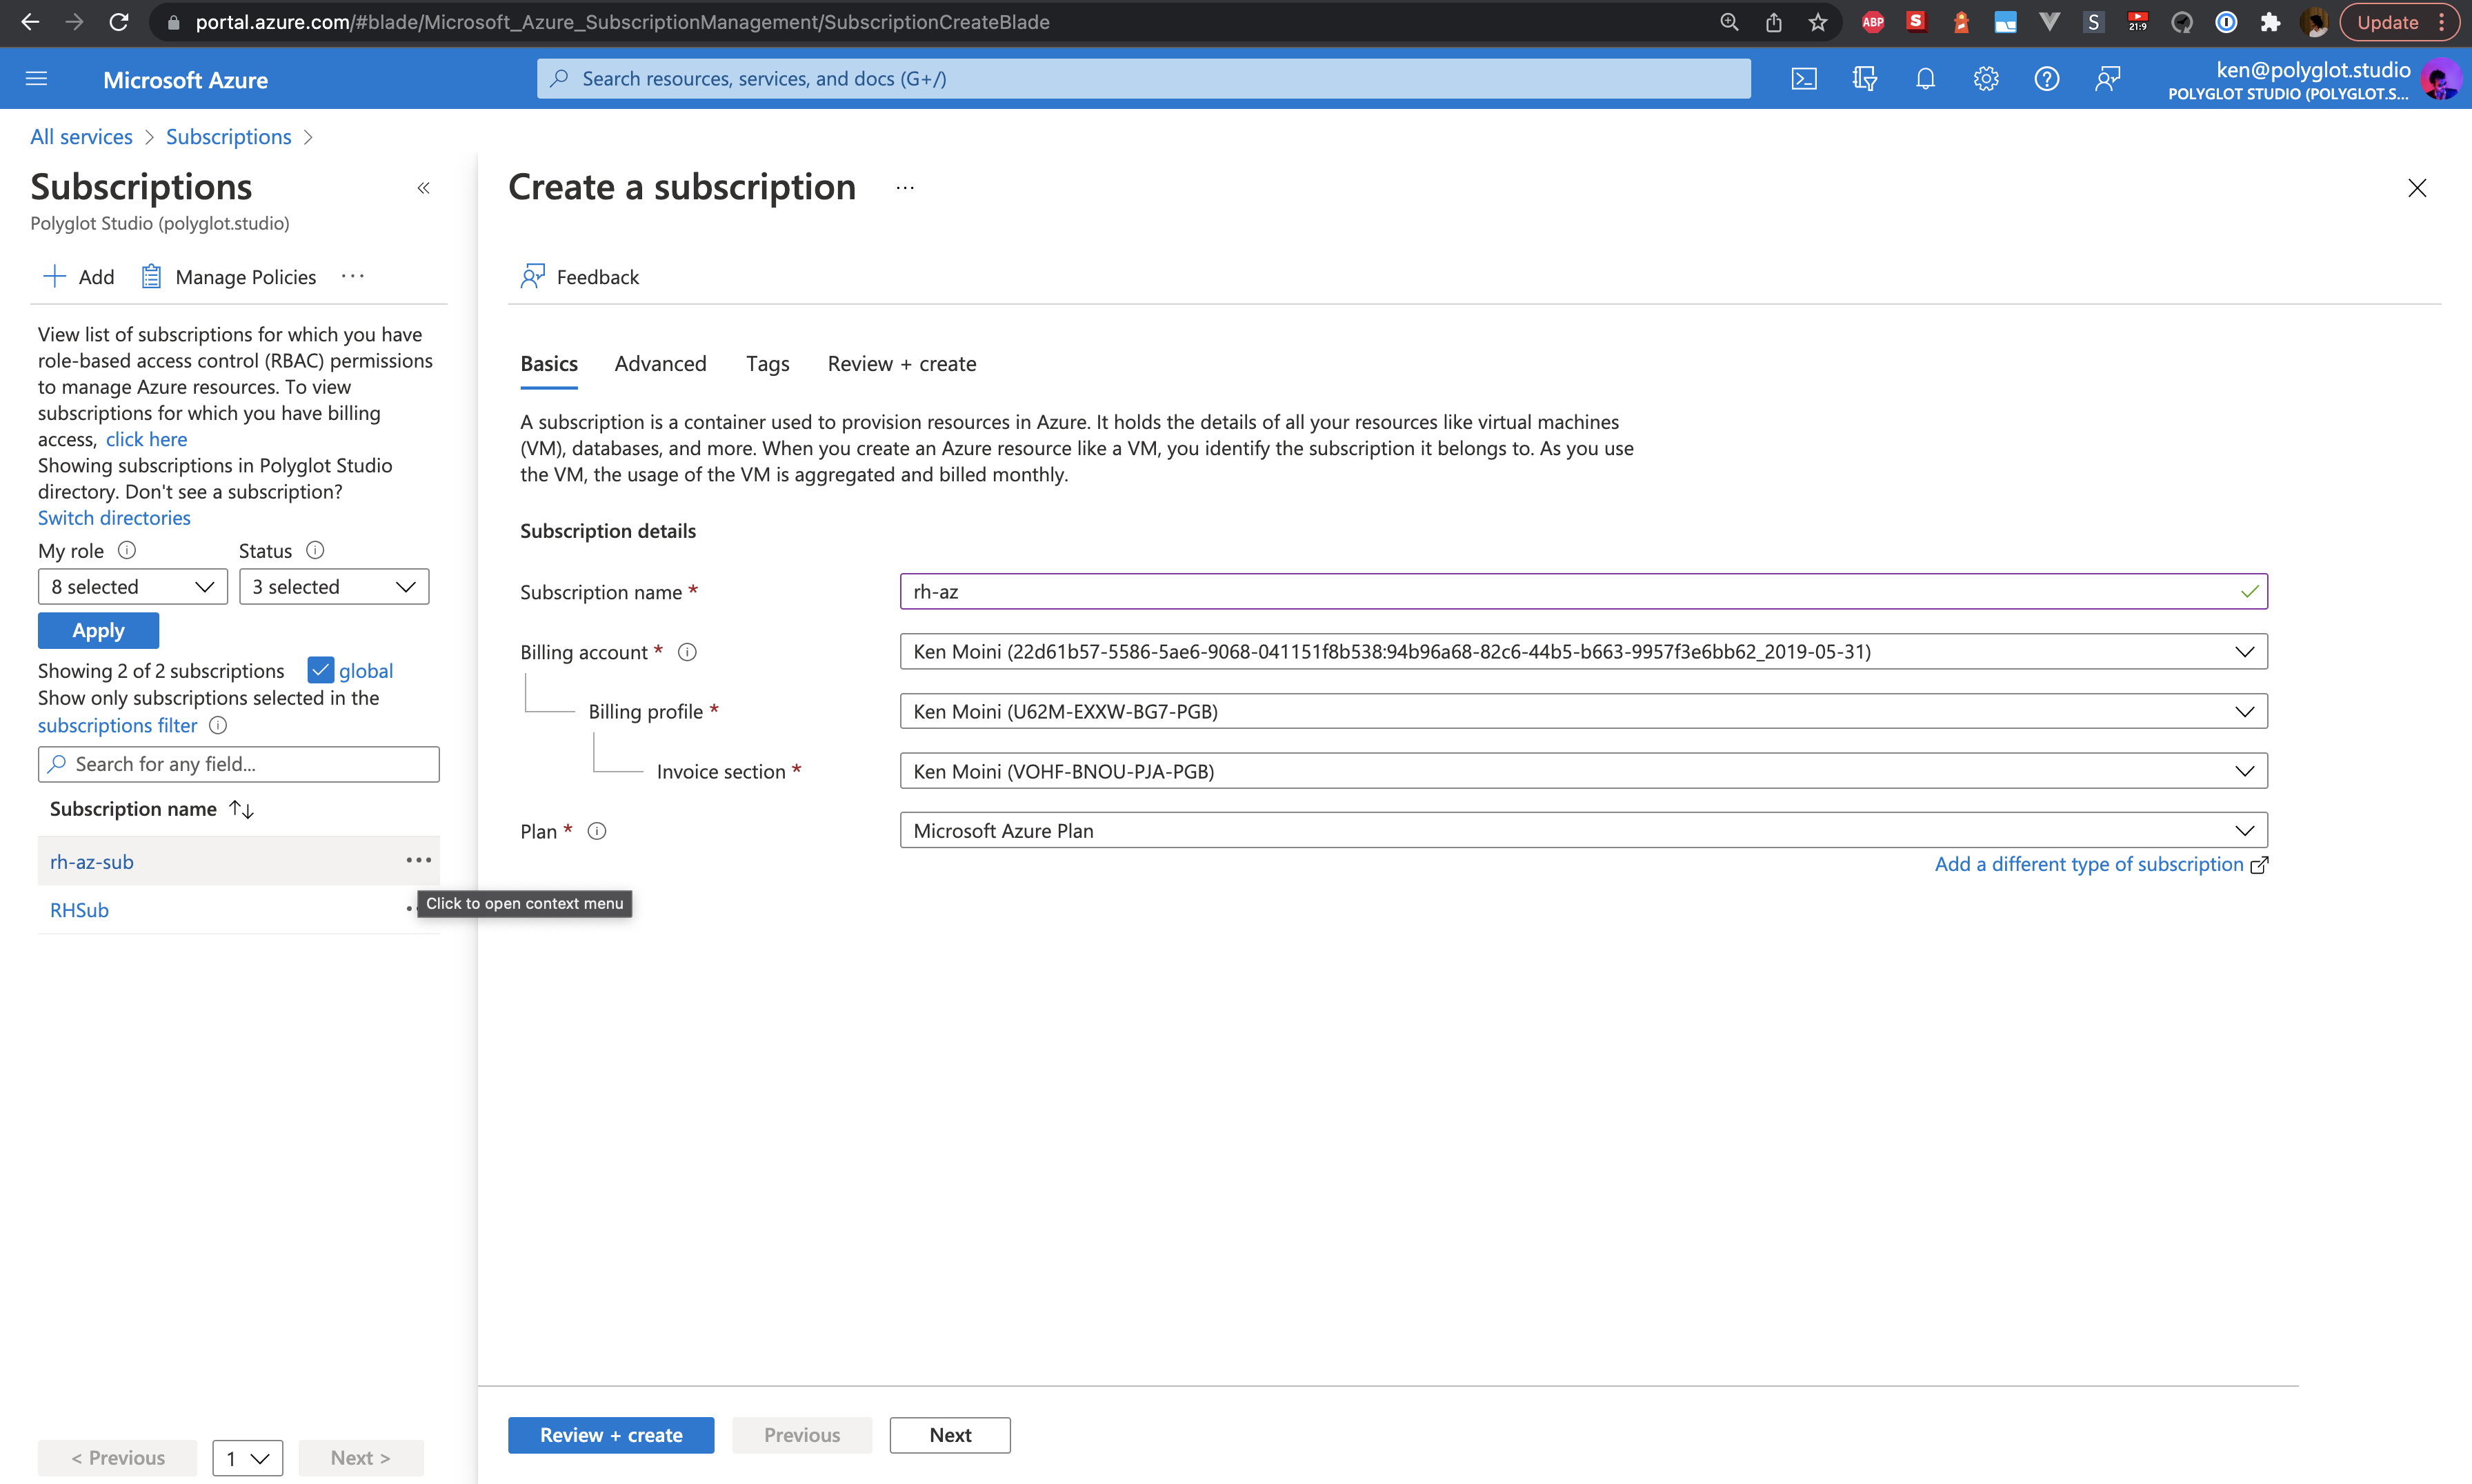 portal.azure.com/#blade/Microsoft_Azure_SubscriptionManagement/SubscriptionCreateBlade
ABP
S
S
21:9
Update
Microsoft Azure
Search resources, services, and docs (G+/)
ken@polyglot.studio
POLYGLOT STUDIO (POLYGLOT.S...
All services > Subscriptions >
Subscriptions
«
Polyglot Studio (polyglot.studio)
+ Add
Manage Policies
...
View list of subscriptions for which you have
role-based access control (RBAC) permissions
to manage Azure resources. To view
subscriptions for which you have billing
access, click here
Showing subscriptions in Polyglot Studio
directory. Don't see a subscription?
Switch directories
My role
Status
8 selected
3 selected
Apply
Showing 2 of 2 subscriptions
global
Show only subscriptions selected in the
subscriptions filter
Search for any field...
Subscription name ↑↓
rh-az-sub
...
RHSub
Click to open context menu
< Previous
1
Next >
Create a subscription
...
Feedback
Basics
Advanced
Tags
Review + create
A subscription is a container used to provision resources in Azure. It holds the details of all your resources like virtual machines
(VM), databases, and more. When you create an Azure resource like a VM, you identify the subscription it belongs to. As you use
the VM, the usage of the VM is aggregated and billed monthly.
Subscription details
Subscription name *
rh-az
Billing account *
Ken Moini (22d61b57-5586-5ae6-9068-041151f8b538:94b96a68-82c6-44b5-b663-9957f3e6bb62_2019-05-31)
Billing profile *
Ken Moini (U62M-EXXW-BG7-PGB)
Invoice section *
Ken Moini (VOHF-BNOU-PJA-PGB)
Plan *
Microsoft Azure Plan
Add a different type of subscription
Review + create
Previous
Next